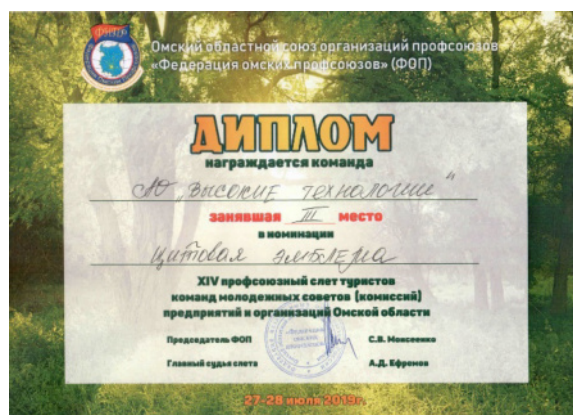 Омский областной союз организаций профсоюзов
«Федерация омских профсоюзов» (ФОП)
ДИПЛОМ
награждается команда
АО „ВЫСОКИЕ ТЕХНОЛОГИИ“
занявшая III место
в номинации
Щитовая эмблема
XIV профсоюзный слет туристов
команд молодежных советов (комиссий)
предприятий и организаций Омской области
Председатель ФОП С.В. Моисеенко
Главный судья слета А.Д. Ефремов
27-28 июля 2019г.